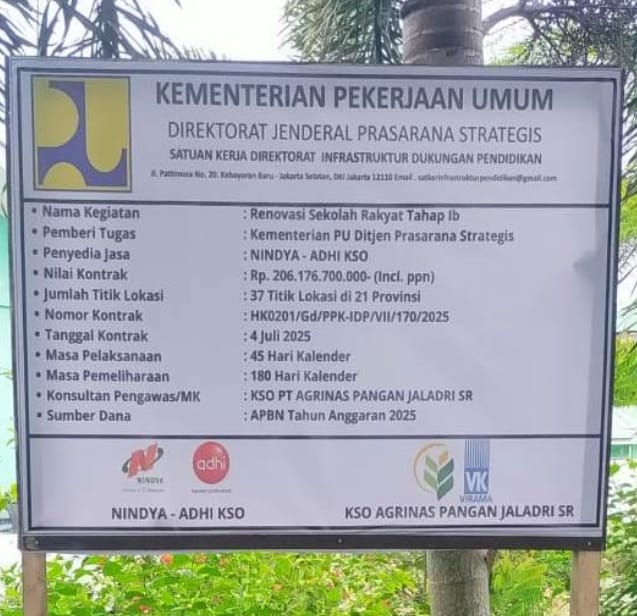 KEMENTERIAN PEKERJAAN UMUM
DIREKTORAT JENDERAL PRASARANA STRATEGIS
SATUAN KERJA DIREKTORAT INFRASTRUKTUR DUKUNGAN PENDIDIKAN
Jl. Pattimura No. 20. Kebayoran Baru - Jakarta Selatan, DKI Jakarta 12110 Email . satkerinfrastrukturpendidikan@gmail.com
• Nama Kegiatan : Renovasi Sekolah Rakyat Tahap Ib
• Pemberi Tugas : Kementerian PU Ditjen Prasarana Strategis
• Penyedia Jasa : NINDYA - ADHI KSO
• Nilai Kontrak : Rp. 206.176.700.000- (Incl. ppn)
• Jumlah Titik Lokasi : 37 Titik Lokasi di 21 Provinsi
• Nomor Kontrak : HK0201/Gd/PPK-IDP/VII/170/2025
• Tanggal Kontrak : 4 Juli 2025
• Masa Pelaksanaan : 45 Hari Kalender
• Masa Pemeliharaan : 180 Hari Kalender
• Konsultan Pengawas/MK : KSO PT AGRINAS PANGAN JALADRI SR
• Sumber Dana : APBN Tahun Anggaran 2025
NINDYA
adhi
VK
VIRAMA
NINDYA - ADHI KSO
KSO AGRINAS PANGAN JALADRI SR